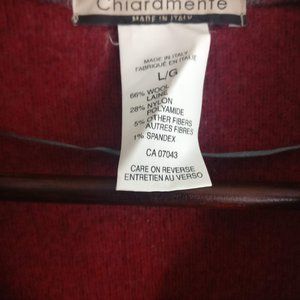 Chiaramente
MADE IN ITALY
MADE IN ITALY
FABRIQUÉ EN ITALIE
L/G
66% WOOL
LAINE
28% NYLON
POLYAMIDE
5% OTHER FIBERS
AUTRES FIBRES
1% SPANDEX
CA 07043
CARE ON REVERSE
ENTRETIEN AU VERSO